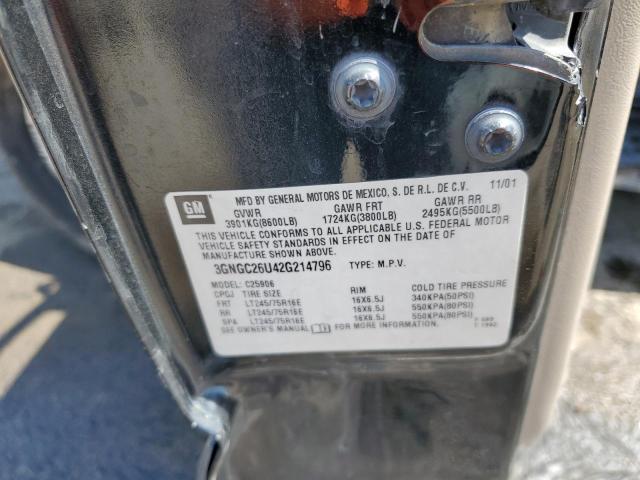 GM
MFD BY GENERAL MOTORS DE MEXICO, S. DE R.L. DE C.V. 11/01
GVWR GAWR FRT GAWR RR
3901KG(8600LB) 1724KG(3800LB) 2495KG(5500LB)
THIS VEHICLE CONFORMS TO ALL APPLICABLE U.S. FEDERAL MOTOR
VEHICLE SAFETY STANDARDS IN EFFECT ON THE DATE OF
MANUFACTURE SHOWN ABOVE.
3GNGC26U42G214796 TYPE: M.P.V.
MODEL: C25906
CPGJ TIRE SIZE RIM COLD TIRE PRESSURE
FRT LT245/75R16E 16X6.5J 340KPA(50PSI)
RR LT245/75R16E 16X6.5J 550KPA(80PSI)
SPA LT245/75R16E 16X6.5J 550KPA(80PSI)
SEE OWNER'S MANUAL FOR MORE INFORMATION.